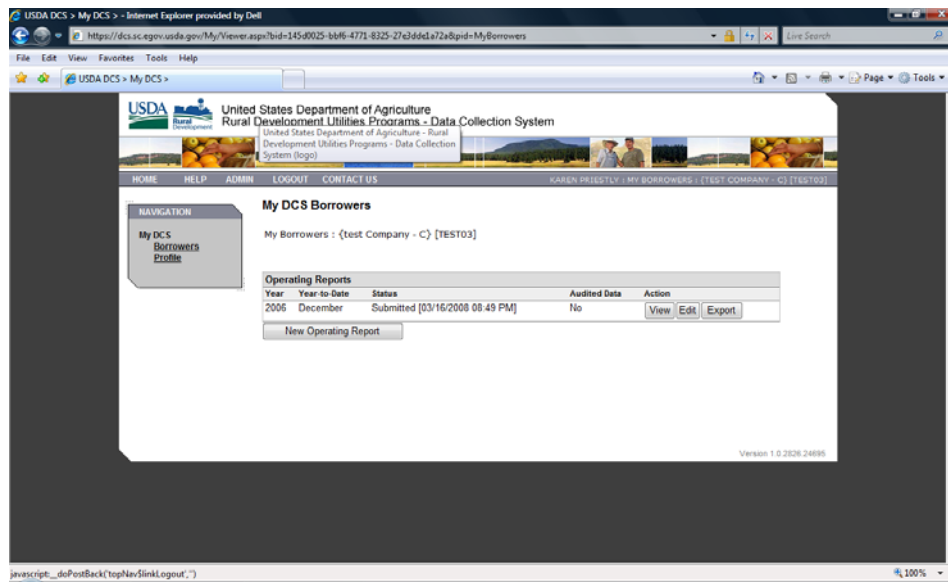 USDA DCS > My DCS > - Internet Explorer provided by Dell
https://dcs.sc.egov.usda.gov/My/Viewer.aspx?bid=145d0025-bbf6-4771-8325-27e3dde1a72a&pid=MyBorrowers
Live Search
File Edit View Favorites Tools Help
USDA DCS > My DCS >
Page Tools
USDA Rural Development
United States Department of Agriculture
Rural Development Utilities Programs - Data Collection System
United States Department of Agriculture - Rural
Development Utilities Programs - Data Collection
System (logo)
HOME HELP ADMIN LOGOUT CONTACT US
KAREN PRIESTLY : MY BORROWERS : {TEST COMPANY - C} [TEST03]
NAVIGATION
My DCS
Borrowers
Profile
My DCS Borrowers
My Borrowers : {test Company - C} [TEST03]
Operating Reports
Year Year-to-Date Status Audited Data Action
2006 December Submitted [03/16/2008 08:49 PM] No View Edit Export
New Operating Report
Version 1.0.2826.24695
javascript:__doPostBack('topNav$linkLogout','')
100%